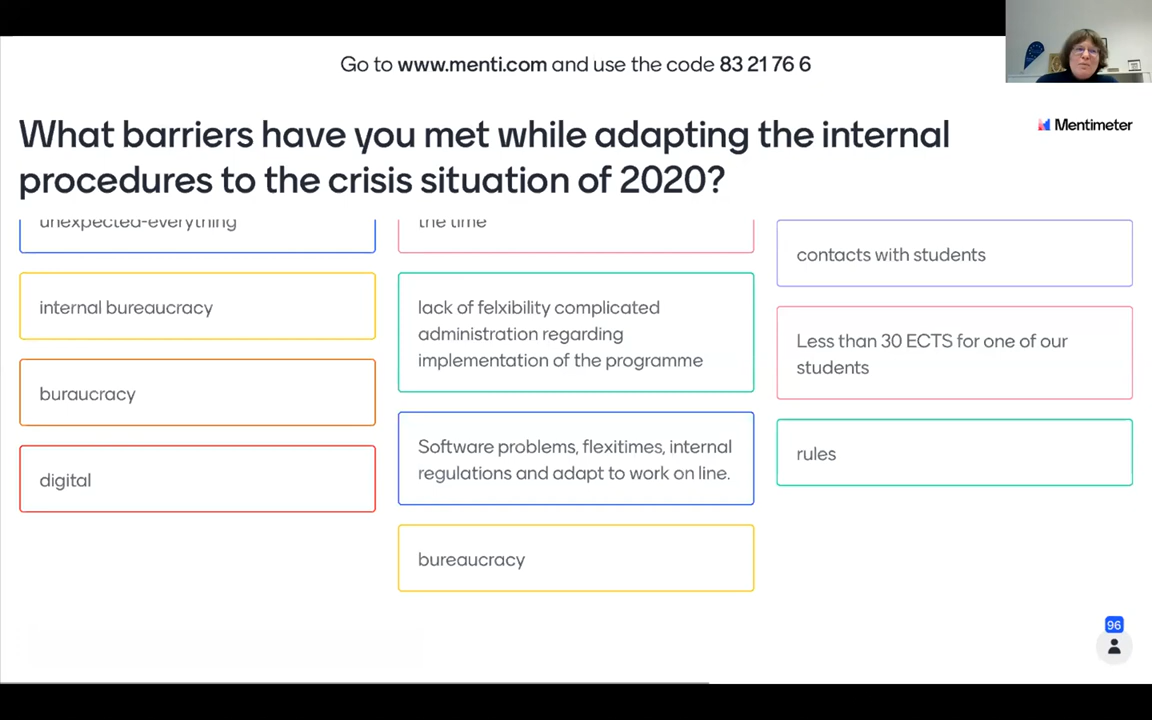 Go to www.menti.com and use the code 83 21 76 6
What barriers have you met while adapting the internal
procedures to the crisis situation of 2020?
Mentimeter
unexpected-everything
internal bureaucracy
buraucracy
digital
the time
lack of felxibility complicated
administration regarding
implementation of the programme
Software problems, flexitimes, internal
regulations and adapt to work on line.
bureaucracy
contacts with students
Less than 30 ECTS for one of our
students
rules
96